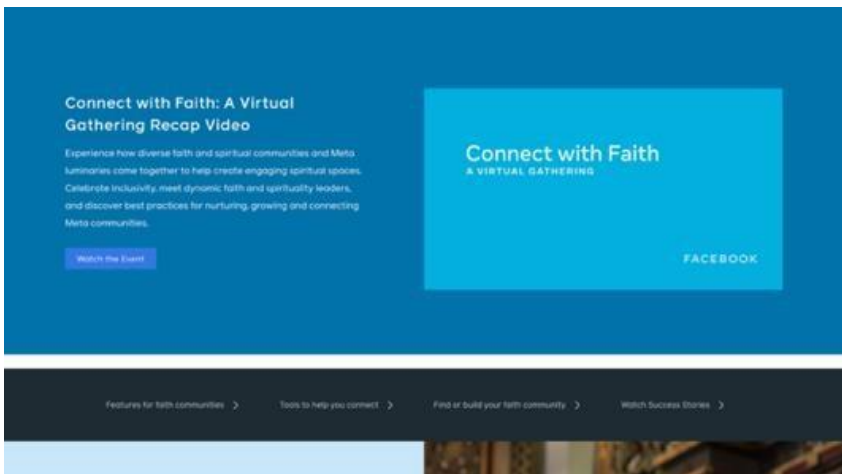 Connect with Faith: A Virtual
Gathering Recap Video
Experience how diverse faith and spiritual communities and Meta
luminaries come together to help create engaging spiritual spaces.
Celebrate inclusivity, meet dynamic faith and spirituality leaders,
and discover best practices for nurturing, growing and connecting
Meta communities.
Watch the Event
Connect with Faith
A VIRTUAL GATHERING
FACEBOOK
Features for faith communities
Tools to help you connect
Find or build your faith community
Watch Success Stories